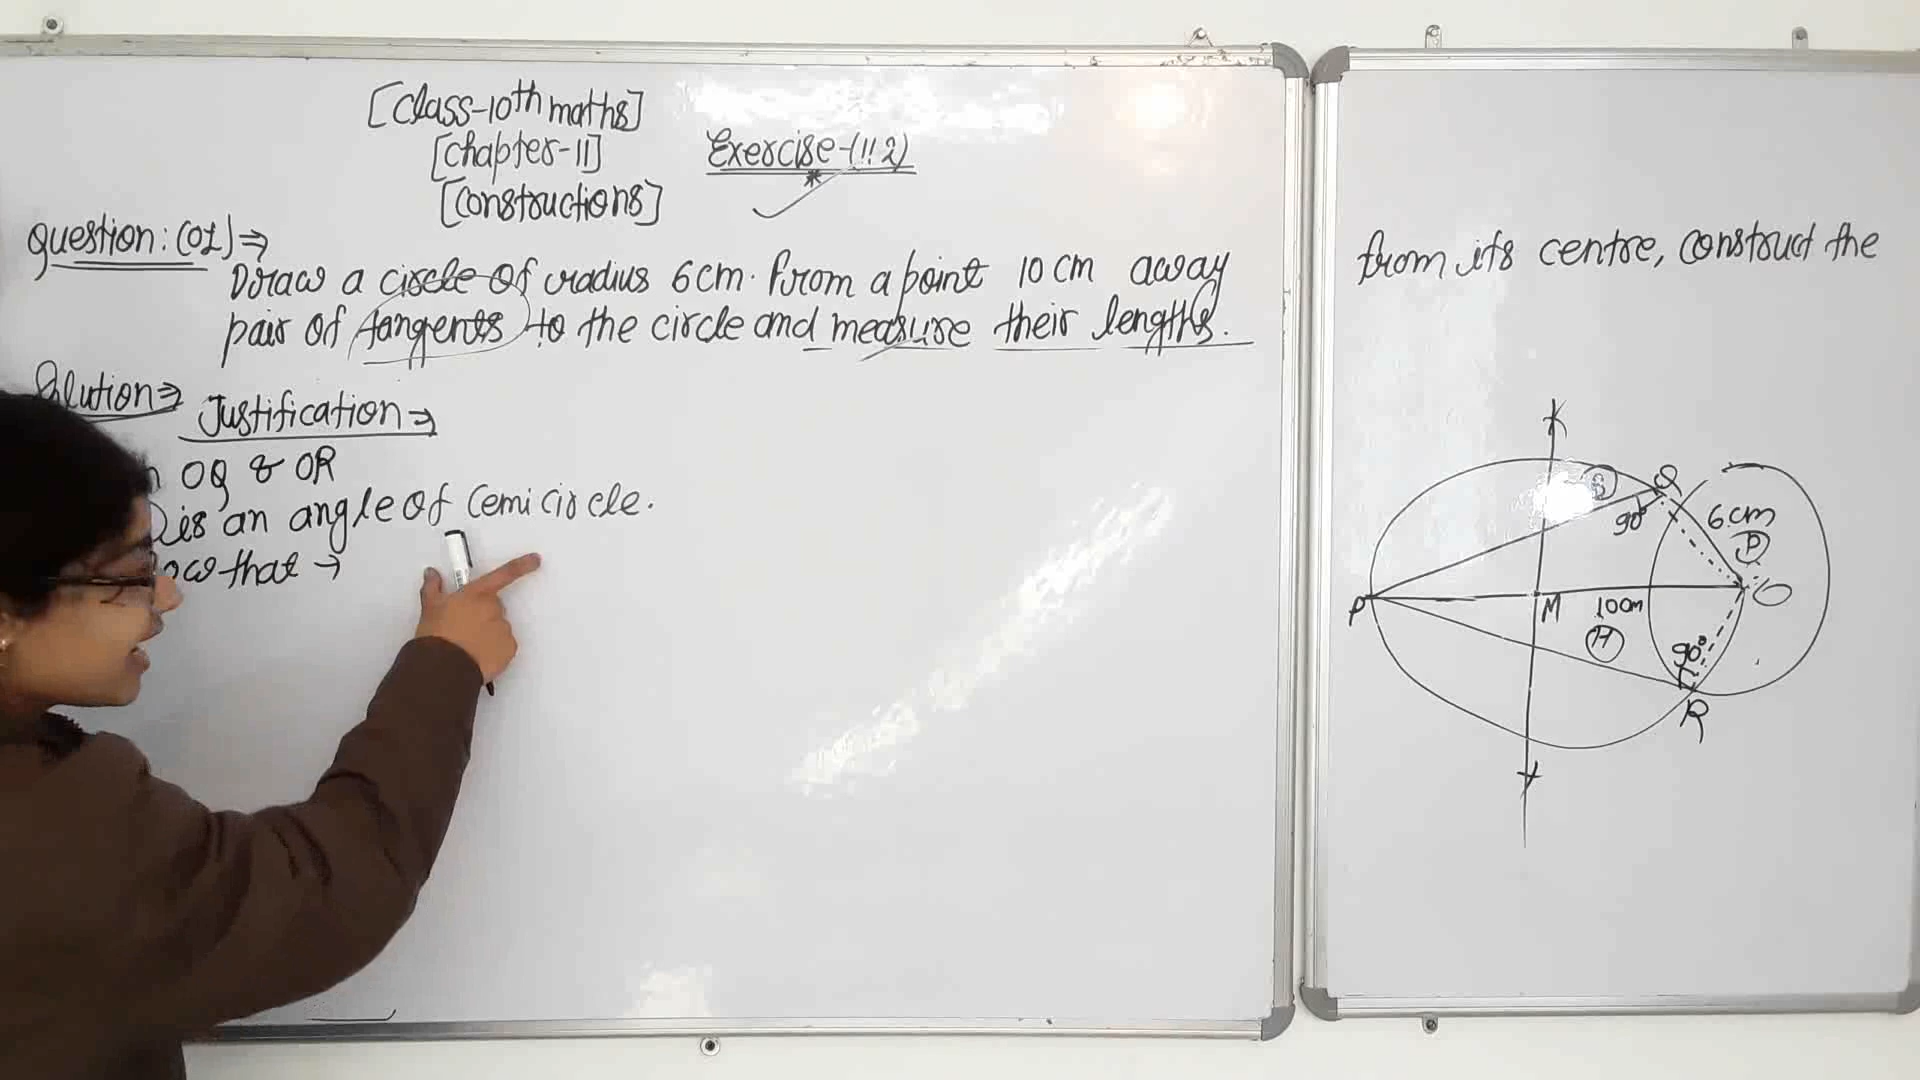 [Class-10th maths]
[Chapter-11]
Exercise-(11.2)
[Constructions]
Question:(01)⇒
Draw a circle of radius 6cm. From a point 10cm away
from its centre, construct the
pair of tangents to the circle and measure their lengths.
Solution⇒
Justification⇒
OQ & OR
is an angle of Cemi circle.
that →
Q
B
90°
6cm
P
P
M
10cm
O
H
90°
R